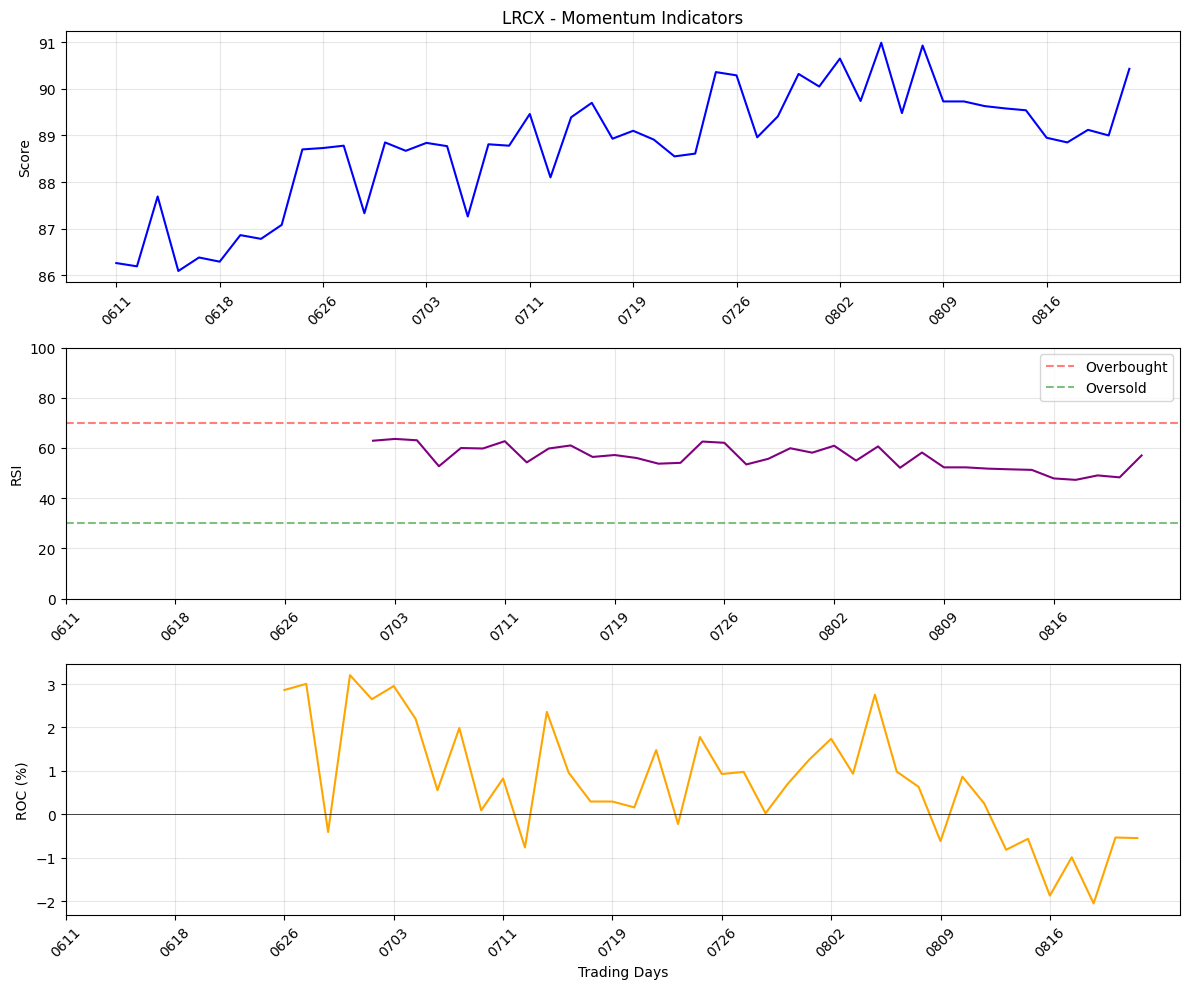 LRCX - Momentum Indicators
Score
91
90
89
88
87
86
0611 0618 0626 0703 0711 0719 0726 0802 0809 0816
RSI
100
80
60
40
20
0
Overbought
Oversold
0611 0618 0626 0703 0711 0719 0726 0802 0809 0816
ROC (%)
3
2
1
0
−1
−2
0611 0618 0626 0703 0711 0719 0726 0802 0809 0816
Trading Days